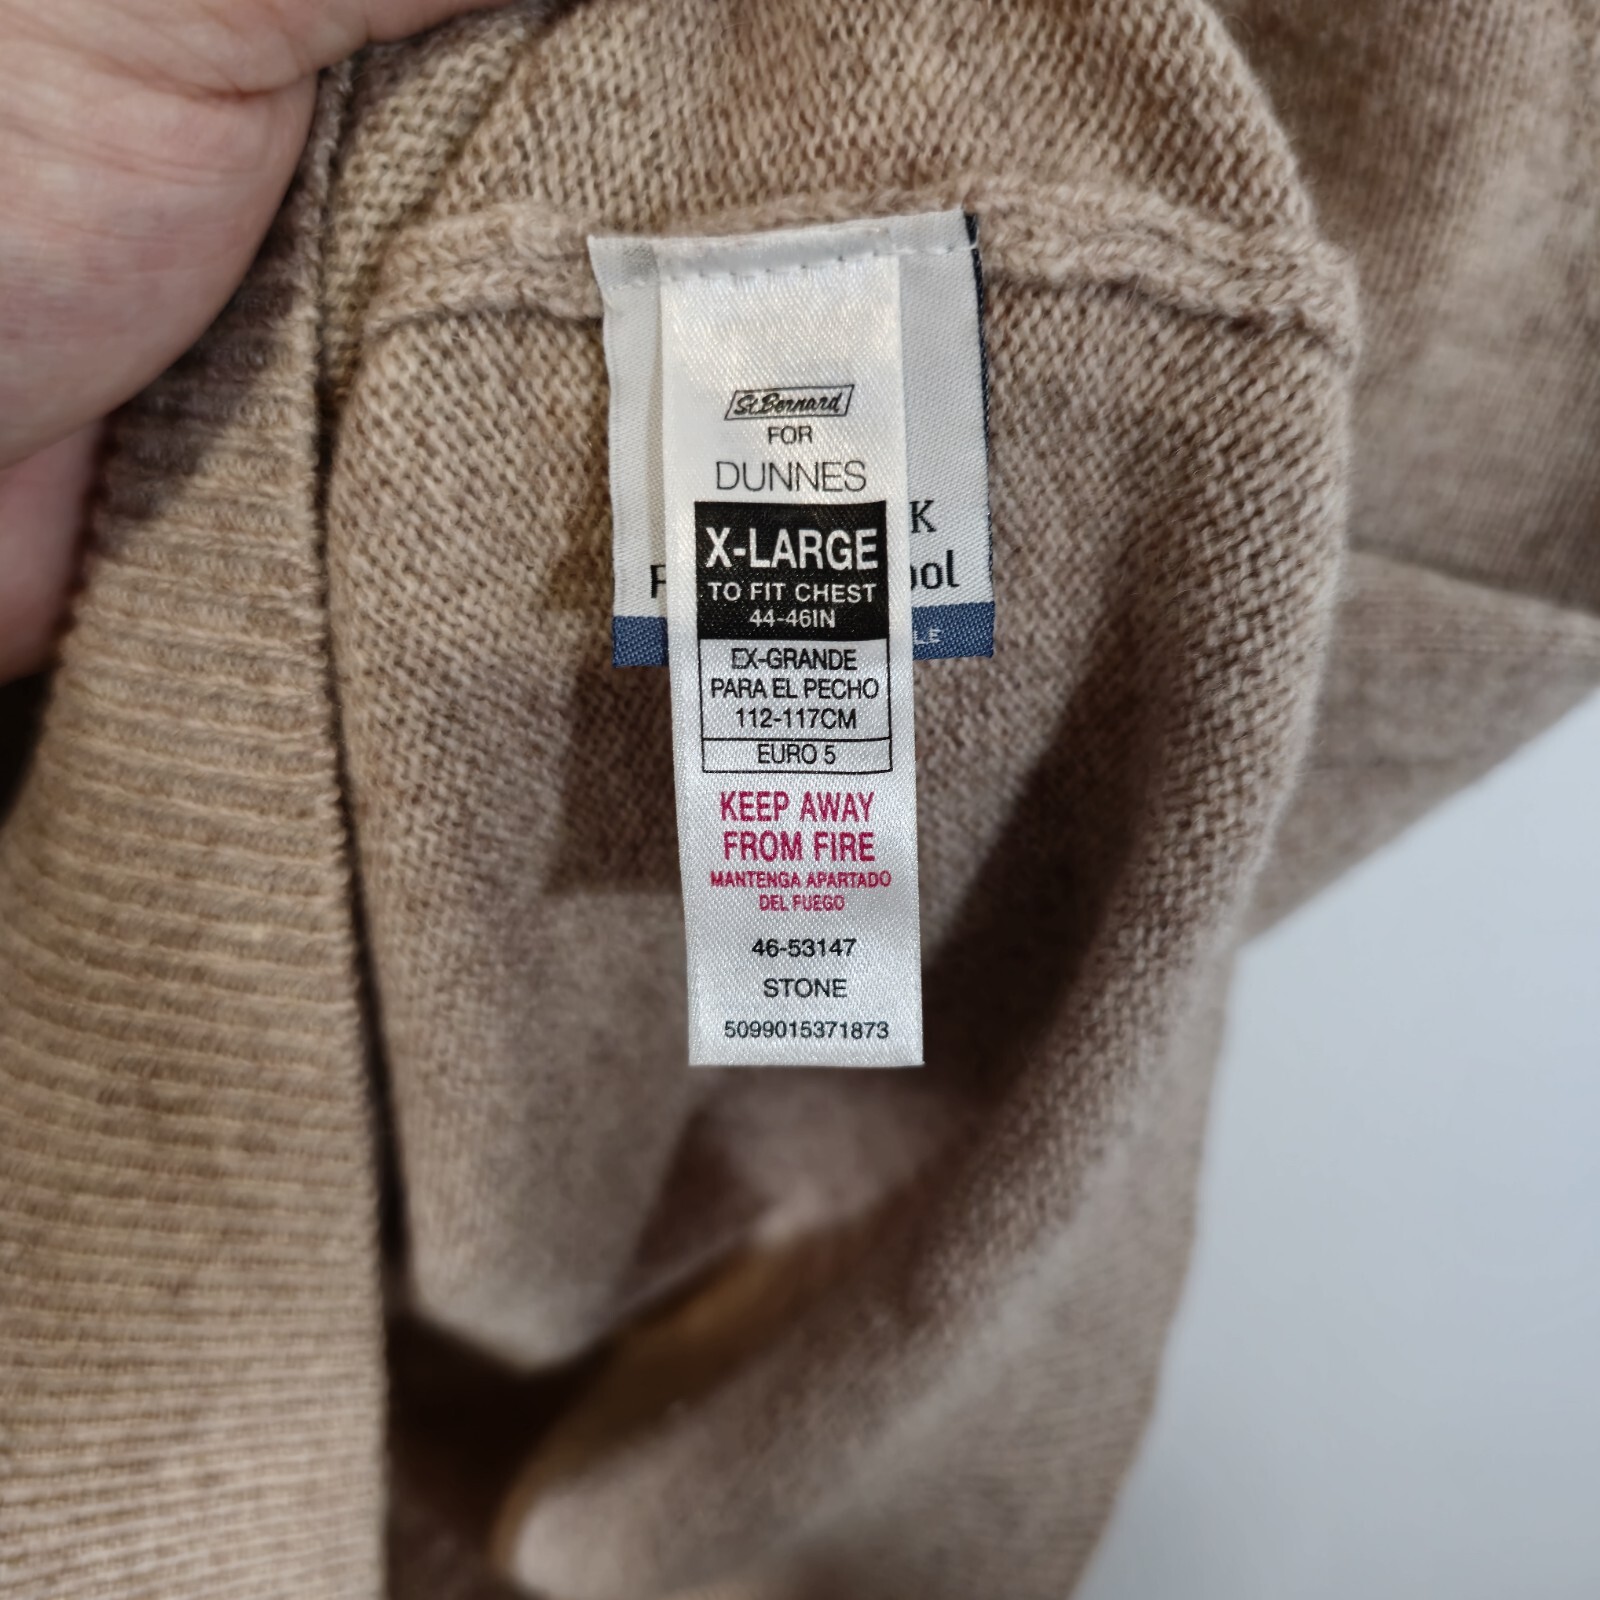 St.Bernard
FOR
DUNNES
X-LARGE
TO FIT CHEST
44-46IN
EX-GRANDE
PARA EL PECHO
112-117CM
EURO 5
KEEP AWAY
FROM FIRE
MANTENGA APARTADO
DEL FUEGO
46-53147
STONE
5099015371873